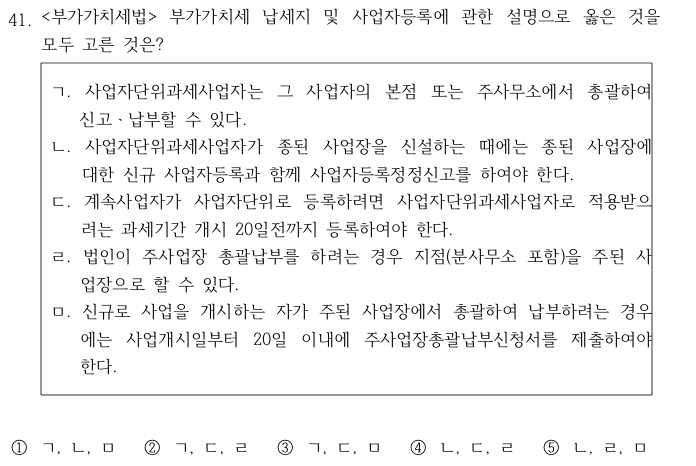 41. <부가가치세법> 부가가치세 납세지 및 사업자등록에 관한 설명으로 옳은 것을
모두 고른 것은?
ㄱ. 사업자단위과세사업자는 그 사업자의 본점 또는 주사무소에서 총괄하여
신고ㆍ납부할 수 있다.
ㄴ. 사업자단위과세사업자가 종된 사업장을 신설하는 때에는 종된 사업장에
대한 신규 사업자등록과 함께 사업자등록정정신고를 하여야 한다.
ㄷ. 계속사업자가 사업자단위로 등록하려면 사업자단위과세사업자로 적용받으
려는 과세기간 개시 20일전까지 등록하여야 한다.
ㄹ. 법인이 주사업장 총괄납부를 하려는 경우 지점(분사무소 포함)을 주된 사
업장으로 할 수 있다.
ㅁ. 신규로 사업을 개시하는 자가 주된 사업장에서 총괄하여 납부하려는 경우
에는 사업개시일부터 20일 이내에 주사업장총괄납부신청서를 제출하여야
한다.
① ㄱ, ㄴ, ㅁ ② ㄱ, ㄷ, ㄹ ③ ㄱ, ㄷ, ㅁ ④ ㄴ, ㄷ, ㄹ ⑤ ㄴ, ㄹ, ㅁ